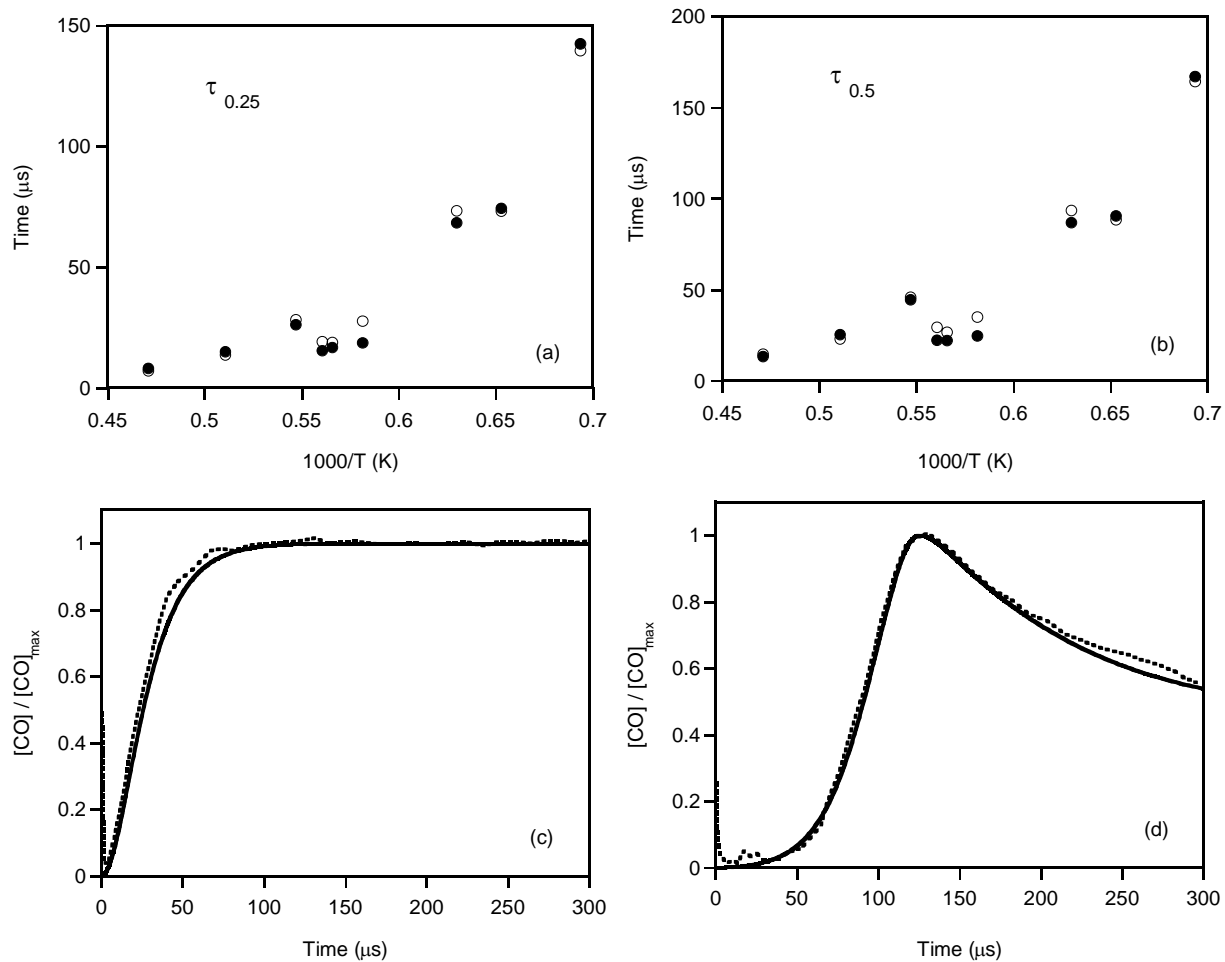 150
100
50
0
Time (μs)
τ 0.25
(a)
0.45 0.5 0.55 0.6 0.65 0.7
1000/T (K)
200
150
100
50
0
Time (μs)
τ 0.5
(b)
0.45 0.5 0.55 0.6 0.65 0.7
1000/T (K)
1
0.8
0.6
0.4
0.2
0
[CO] / [CO]max
(c)
0 50 100 150 200 250 300
Time (μs)
1
0.8
0.6
0.4
0.2
0
[CO] / [CO]max
(d)
0 50 100 150 200 250 300
Time (μs)